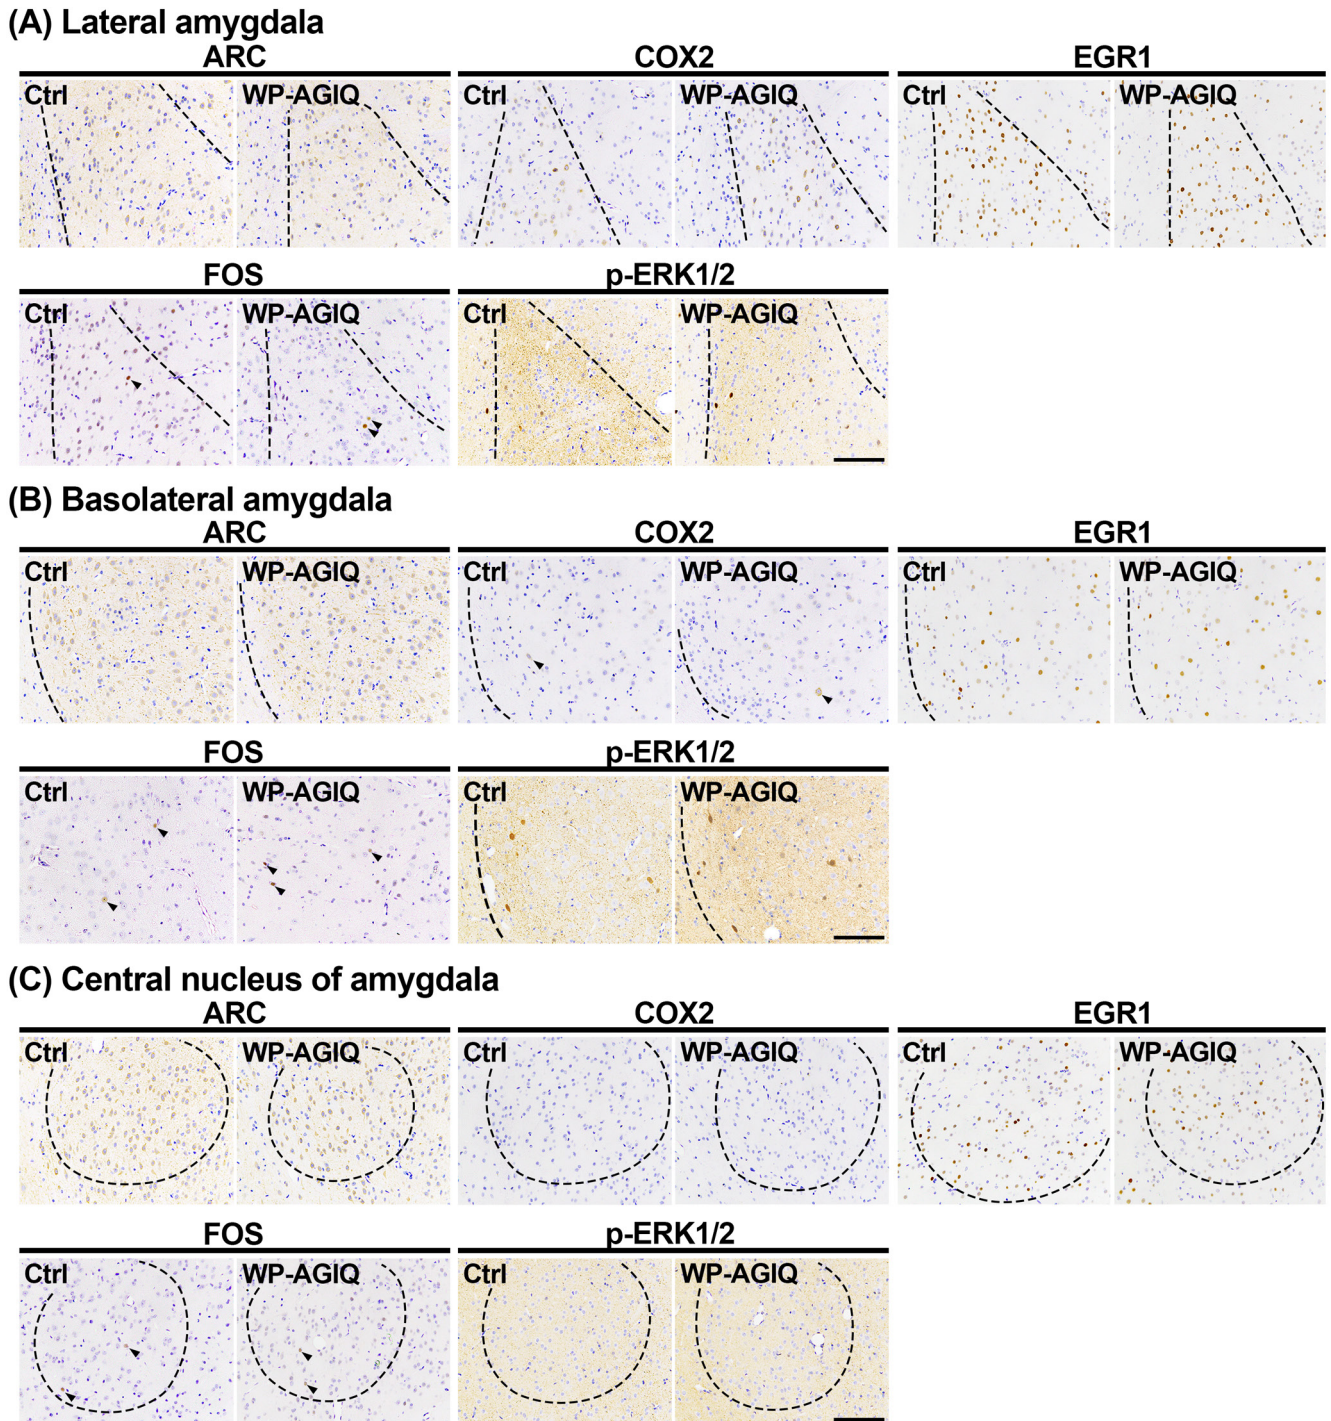 (A) Lateral amygdala
ARC COX2 EGR1
Ctrl WP-AGIQ Ctrl WP-AGIQ Ctrl WP-AGIQ
FOS p-ERK1/2
Ctrl WP-AGIQ Ctrl WP-AGIQ
(B) Basolateral amygdala
ARC COX2 EGR1
Ctrl WP-AGIQ Ctrl WP-AGIQ Ctrl WP-AGIQ
FOS p-ERK1/2
Ctrl WP-AGIQ Ctrl WP-AGIQ
(C) Central nucleus of amygdala
ARC COX2 EGR1
Ctrl WP-AGIQ Ctrl WP-AGIQ Ctrl WP-AGIQ
FOS p-ERK1/2
Ctrl WP-AGIQ Ctrl WP-AGIQ